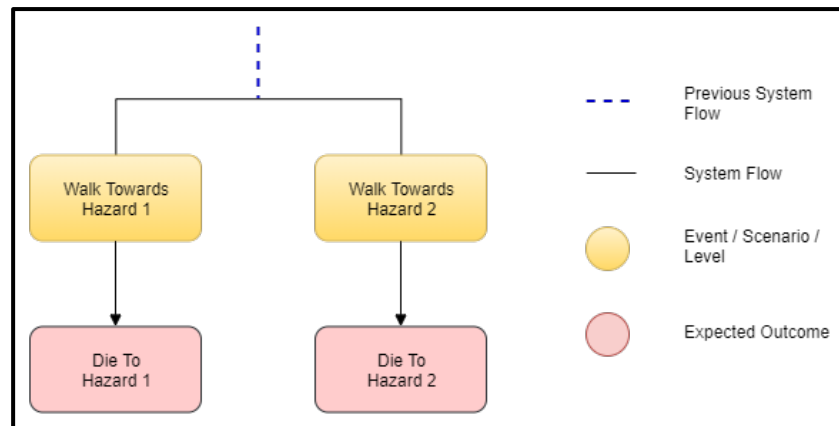 Walk Towards
Hazard 1
Walk Towards
Hazard 2
Die To
Hazard 1
Die To
Hazard 2
Previous System
Flow
System Flow
Event / Scenario /
Level
Expected Outcome